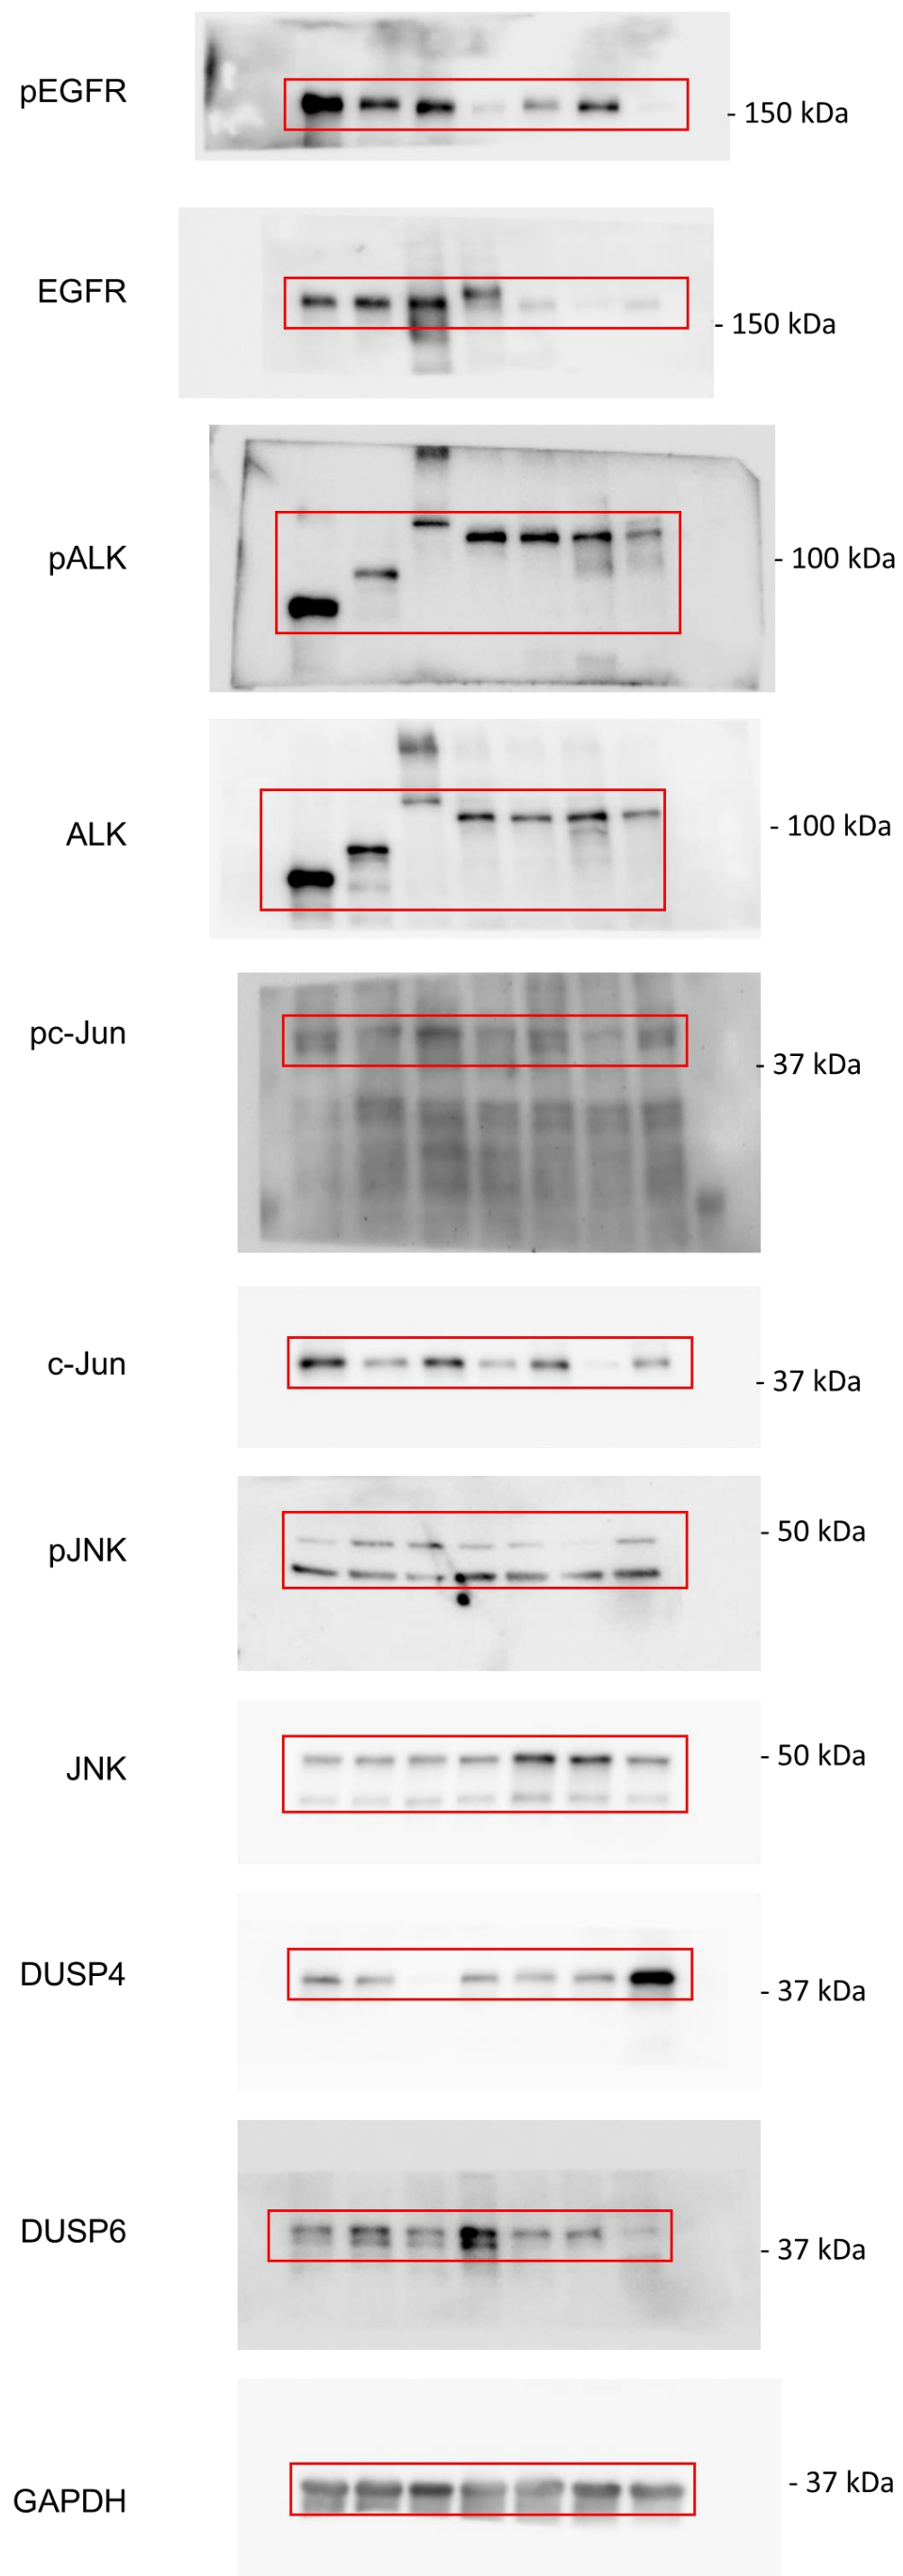 pEGFR
- 150 kDa
EGFR
- 150 kDa
pALK
- 100 kDa
ALK
- 100 kDa
pc-Jun
- 37 kDa
c-Jun
- 37 kDa
pJNK
- 50 kDa
JNK
- 50 kDa
DUSP4
- 37 kDa
DUSP6
- 37 kDa
GAPDH
- 37 kDa